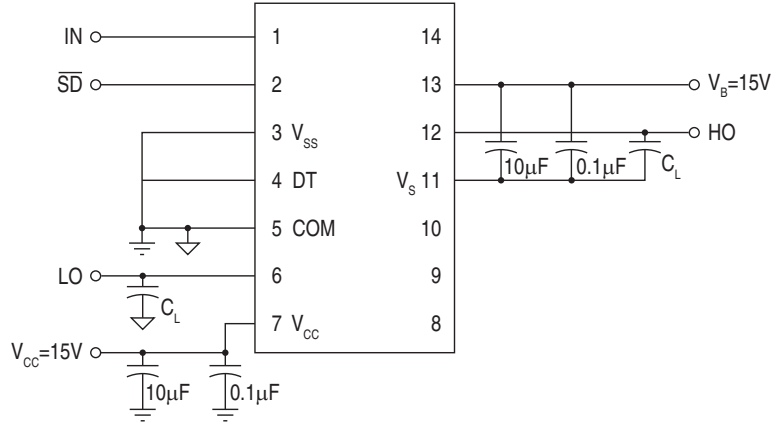 IN 1 14
SD 2 13 V_B=15V
3 V_SS 12 HO
4 DT V_S 11 10μF 0.1μF C_L
5 COM 10
LO 6 9
C_L
7 V_CC 8
V_CC=15V
10μF 0.1μF